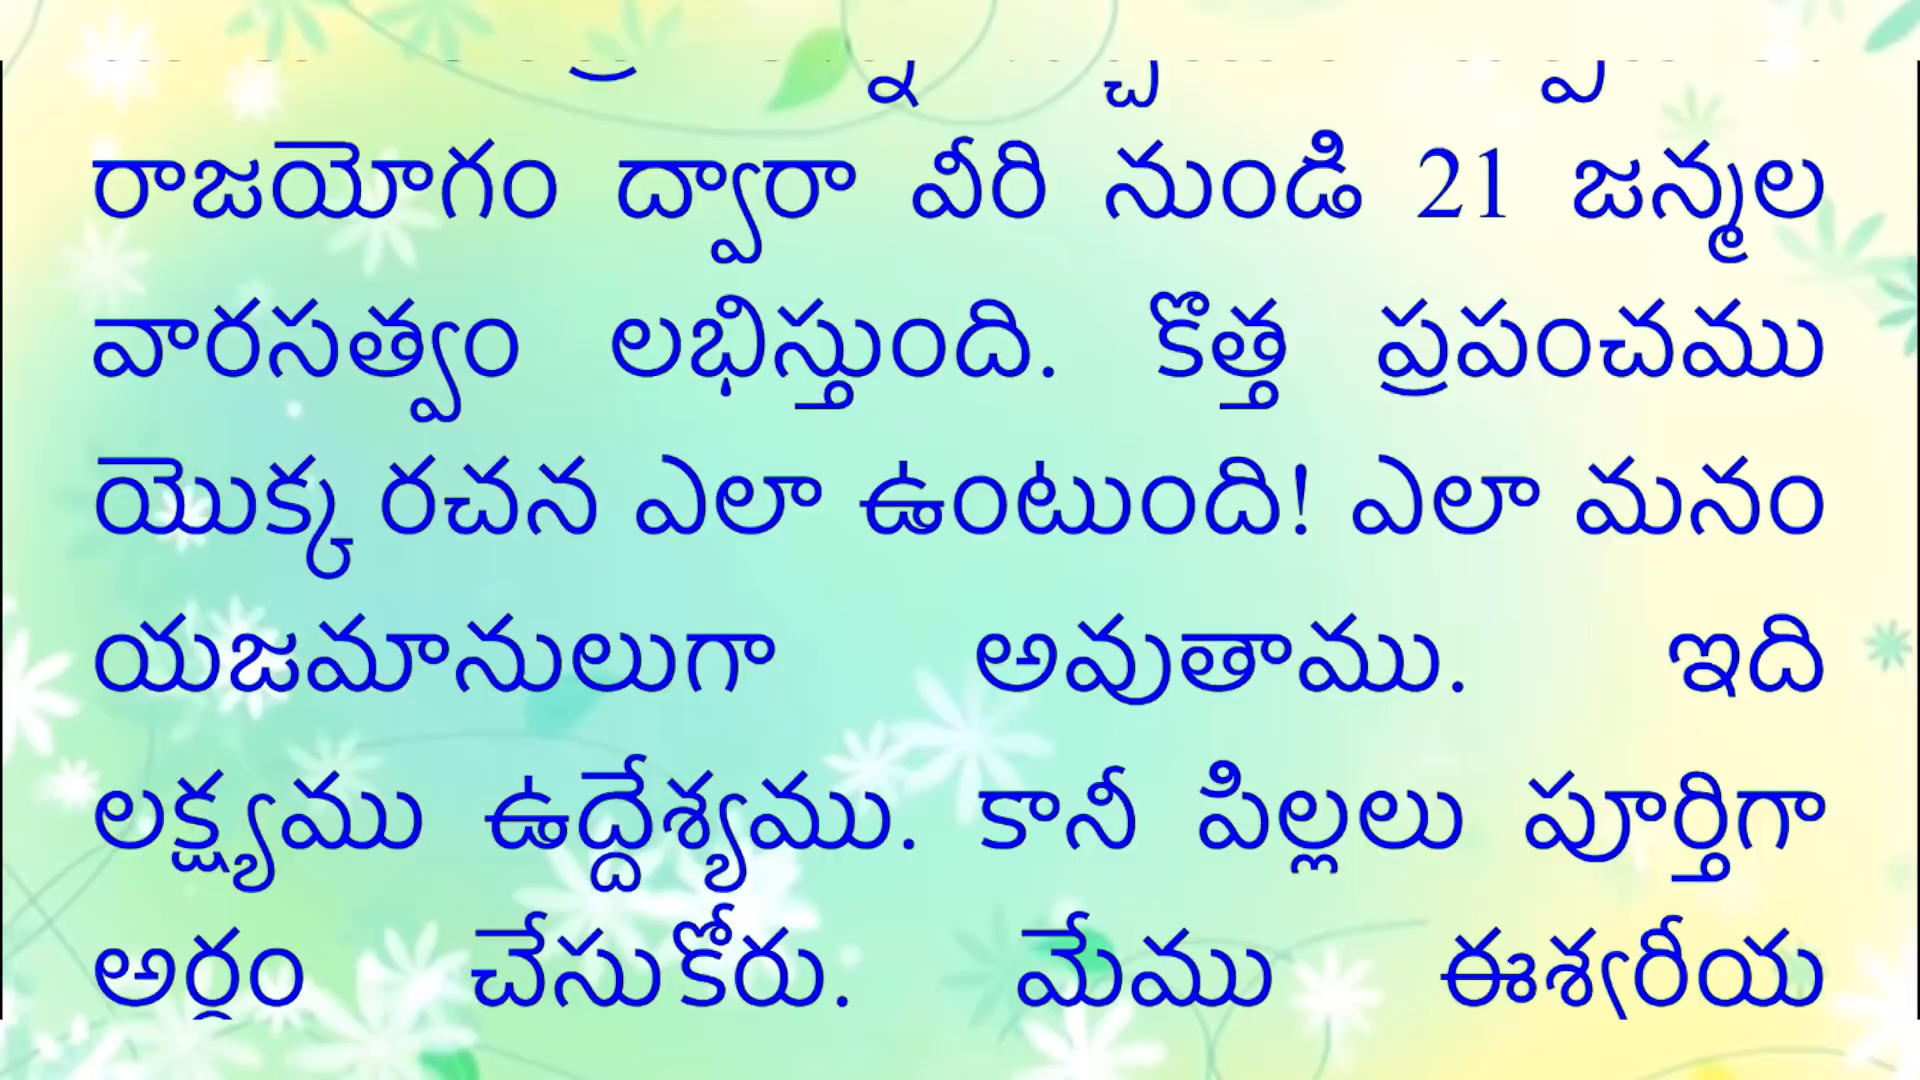 రాజయోగం ద్వారా వీరి నుండి 21 జన్మల
వారసత్వం లభిస్తుంది. కొత్త ప్రపంచము
యొక్క రచన ఎలా ఉంటుంది! ఎలా మనం
యజమానులుగా అవుతాము. ఇది
లక్ష్యము ఉద్దేశ్యము. కానీ పిల్లలు పూర్తిగా
అర్థం చేసుకోరు. మేము ఈశ్వరీయ